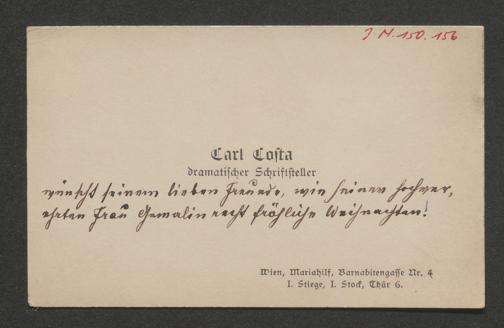 J.N. 150.156
Carl Costa
dramatischer Schriftsteller
wünscht seinem lieben Freunde, wie seiner hochver,
ehrten Frau Gemalin recht fröhliche Weihnachten!
Wien, Mariahilf, Barnabitengasse Nr. 4
I. Stiege, I. Stock, Thür 6.